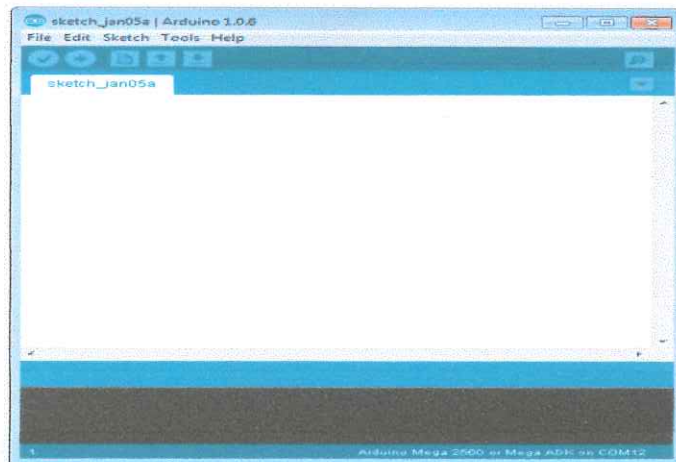 sketch_jan05a | Arduino 1.0.6
File Edit Sketch Tools Help
sketch_jan05a
1
Arduino Mega 2560 or Mega ADK on COM12